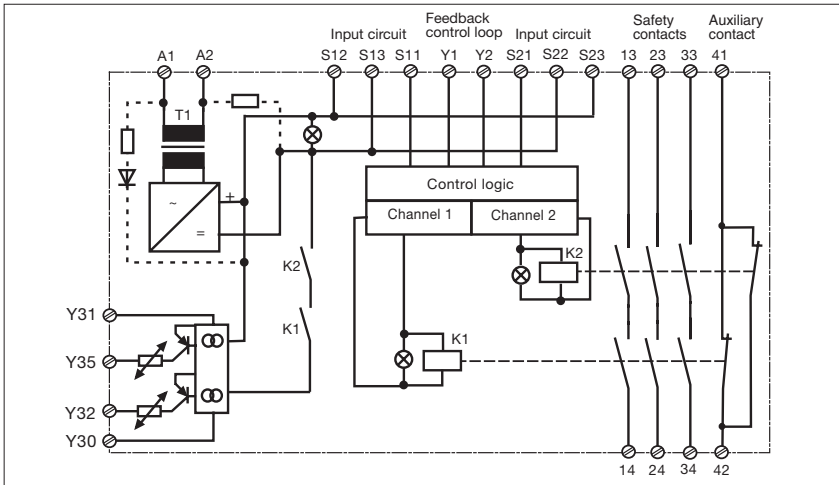 Input circuit
Feedback
control loop
Input circuit
Safety
contacts
Auxiliary
contact
A1 A2 S12 S13 S11 Y1 Y2 S21 S22 S23 13 23 33 41
T1
+
~
=
Control logic
Channel 1 Channel 2
K2
K2
K1
K1
Y31
Y35
Y32
Y30
14 24 34 42